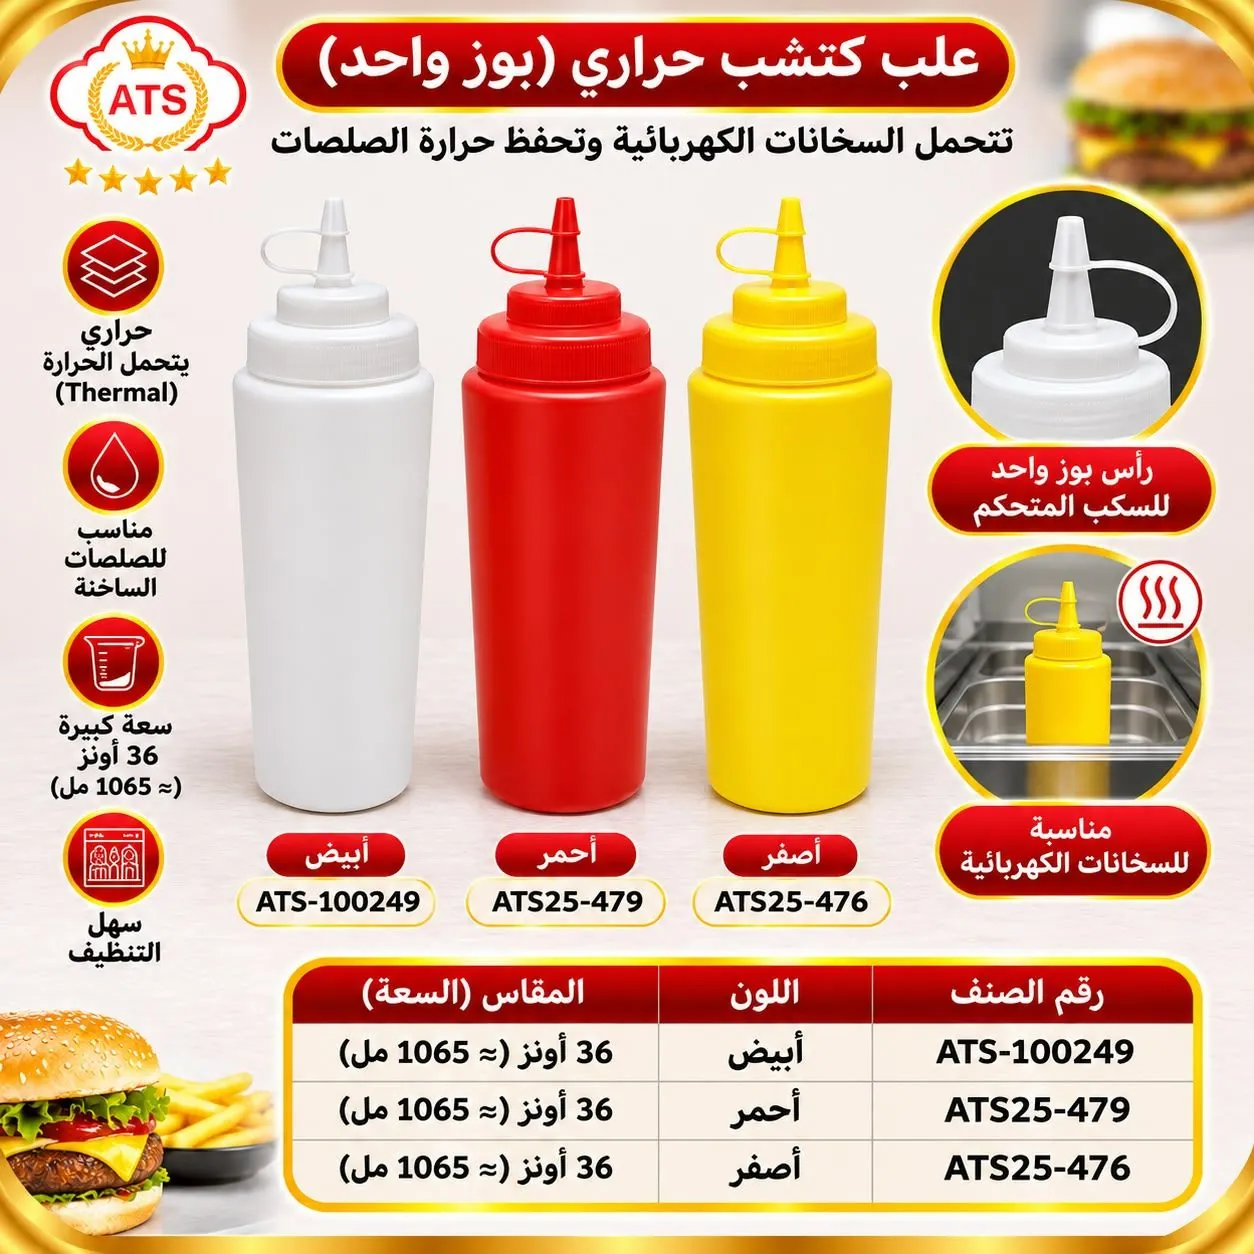 ATS
علب كتشب حراري (بوز واحد)
تتحمل السخانات الكهربائية وتحفظ حرارة الصلصات
حراري
يتحمل الحرارة
(Thermal)
مناسب
للصلصات
الساخنة
سعة كبيرة
36 أونز
(≈ 1065 مل)
سهل
التنظيف
رأس بوز واحد
للسكب المتحكم
مناسبة
للسخانات الكهربائية
أبيض
ATS-100249
أحمر
ATS25-479
أصفر
ATS25-476
رقم الصنف اللون المقاس (السعة)
ATS-100249 أبيض 36 أونز (≈ 1065 مل)
ATS25-479 أحمر 36 أونز (≈ 1065 مل)
ATS25-476 أصفر 36 أونز (≈ 1065 مل)